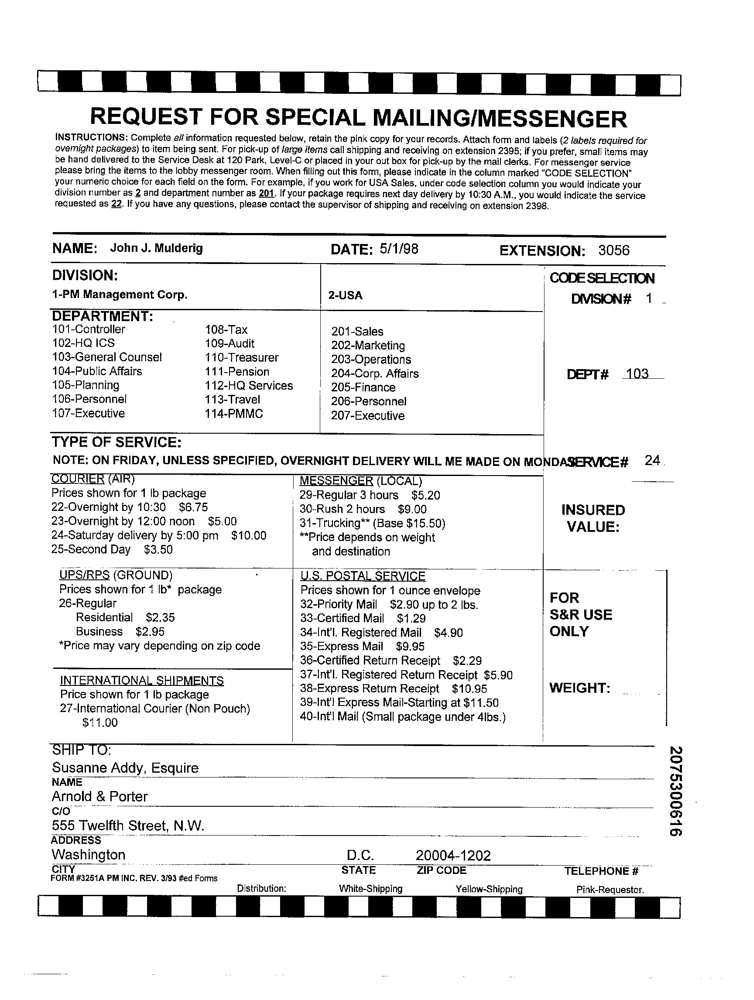 REQUEST FOR SPECIAL MAILING/MESSENGER
INSTRUCTIONS: Complete all information requested below, retain the pink copy for your records. Attach form and labels (2 labels required for
overnight packages) to item being sent. For pick-up of large items call shipping and receiving on extension 2395; if you prefer, small items may
be hand delivered to the Service Desk at 120 Park, Level-C or placed in your out box for pick-up by the mail clerks. For messenger service
please bring the items to the lobby messenger room. When filling out this form, please indicate in the column marked "CODE SELECTION"
your numeric choice for each field on the form. For example, if you work for USA Sales, under code selection column you would indicate your
division number as 2 and department number as 201. If your package requires next day delivery by 10:30 A.M., you would indicate the service
requested as 22. If you have any questions, please contact the supervisor of shipping and receiving on extension 2398.
NAME: John J. Mulderig DATE: 5/1/98 EXTENSION: 3056
DIVISION: CODE SELECTION
1-PM Management Corp. 2-USA DIVISION# 1
DEPARTMENT:
101-Controller 108-Tax 201-Sales
102-HQ ICS 109-Audit 202-Marketing
103-General Counsel 110-Treasurer 203-Operations
104-Public Affairs 111-Pension 204-Corp. Affairs DEPT# 103
105-Planning 112-HQ Services 205-Finance
106-Personnel 113-Travel 206-Personnel
107-Executive 114-PMMC 207-Executive
TYPE OF SERVICE:
NOTE: ON FRIDAY, UNLESS SPECIFIED, OVERNIGHT DELIVERY WILL ME MADE ON MONDA SERVICE# 24
COURIER (AIR)
Prices shown for 1 lb package
22-Overnight by 10:30 $6.75
23-Overnight by 12:00 noon $5.00
24-Saturday delivery by 5:00 pm $10.00
25-Second Day $3.50
MESSENGER (LOCAL)
29-Regular 3 hours $5.20
30-Rush 2 hours $9.00
31-Trucking** (Base $15.50)
**Price depends on weight
and destination
INSURED
VALUE:
UPS/RPS (GROUND)
Prices shown for 1 lb* package
26-Regular
Residential $2.35
Business $2.95
*Price may vary depending on zip code
INTERNATIONAL SHIPMENTS
Price shown for 1 lb package
27-International Courier (Non Pouch)
$11.00
U.S. POSTAL SERVICE
Prices shown for 1 ounce envelope
32-Priority Mail $2.90 up to 2 lbs.
33-Certified Mail $1.29
34-Int'l. Registered Mail $4.90
35-Express Mail $9.95
36-Certified Return Receipt $2.29
37-Int'l. Registered Return Receipt $5.90
38-Express Return Receipt $10.95
39-Int'l Express Mail-Starting at $11.50
40-Int'l Mail (Small package under 4lbs.)
FOR
S&R USE
ONLY
WEIGHT:
SHIP TO:
Susanne Addy, Esquire
NAME
Arnold & Porter
C/O
555 Twelfth Street, N.W.
ADDRESS
Washington D.C. 20004-1202
CITY STATE ZIP CODE TELEPHONE #
FORM #3251A PM INC. REV. 3/93 #ed Forms
Distribution: White-Shipping Yellow-Shipping Pink-Requestor.
2075300616